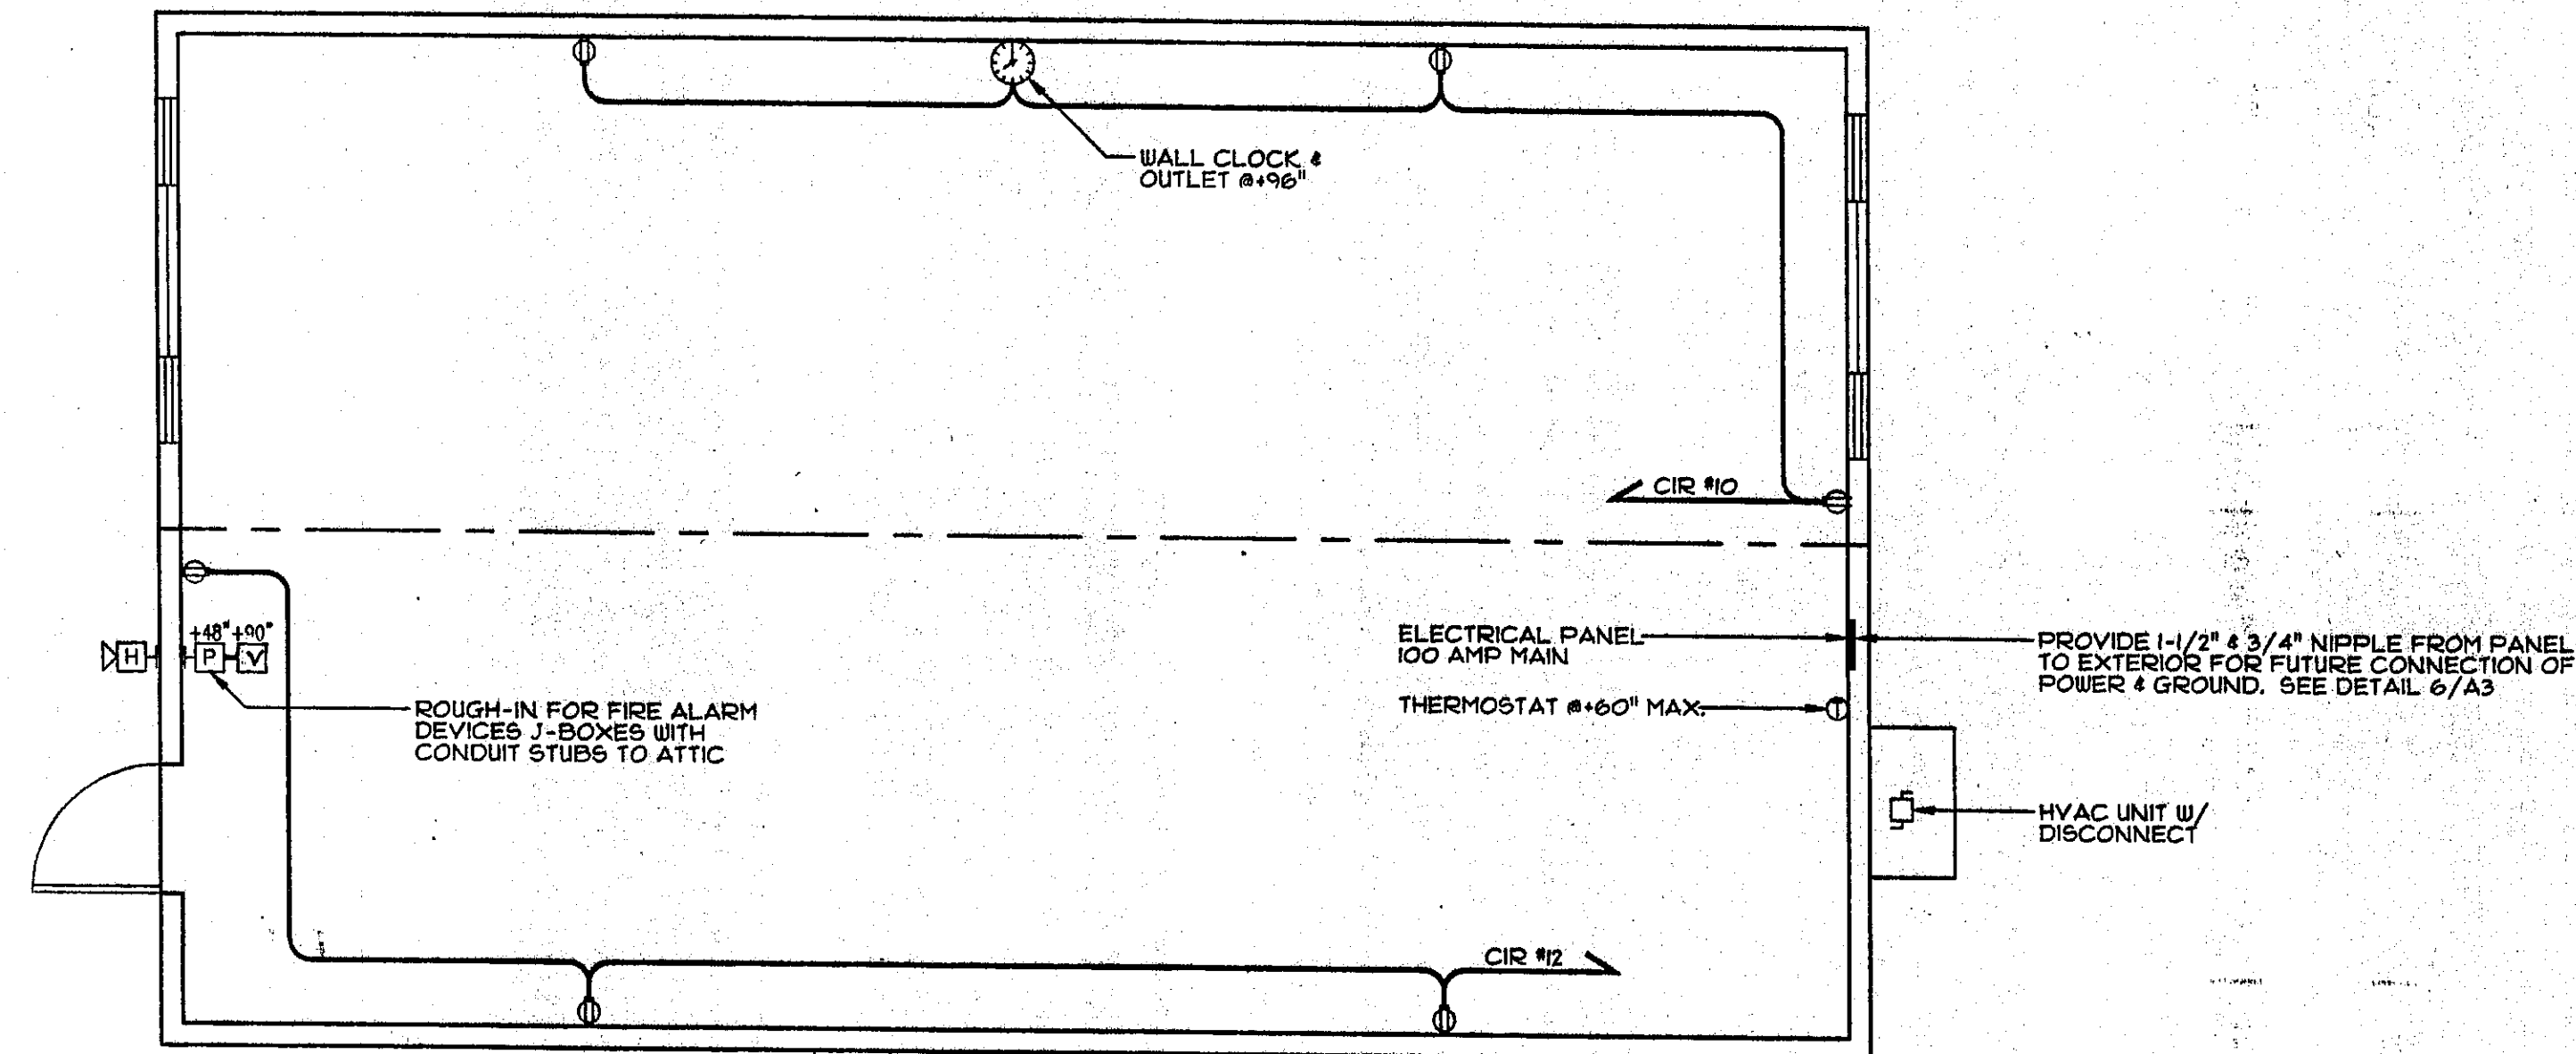 WALL CLOCK &
OUTLET @+96"
CIR #10
+48" +90"
H
P
V
ELECTRICAL PANEL
100 AMP MAIN
PROVIDE 1-1/2" & 3/4" NIPPLE FROM PANEL
TO EXTERIOR FOR FUTURE CONNECTION OF
POWER & GROUND. SEE DETAIL 6/A3
ROUGH-IN FOR FIRE ALARM
DEVICES J-BOXES WITH
CONDUIT STUBS TO ATTIC
THERMOSTAT @+60" MAX.
T
HVAC UNIT W/
DISCONNECT
CIR #12